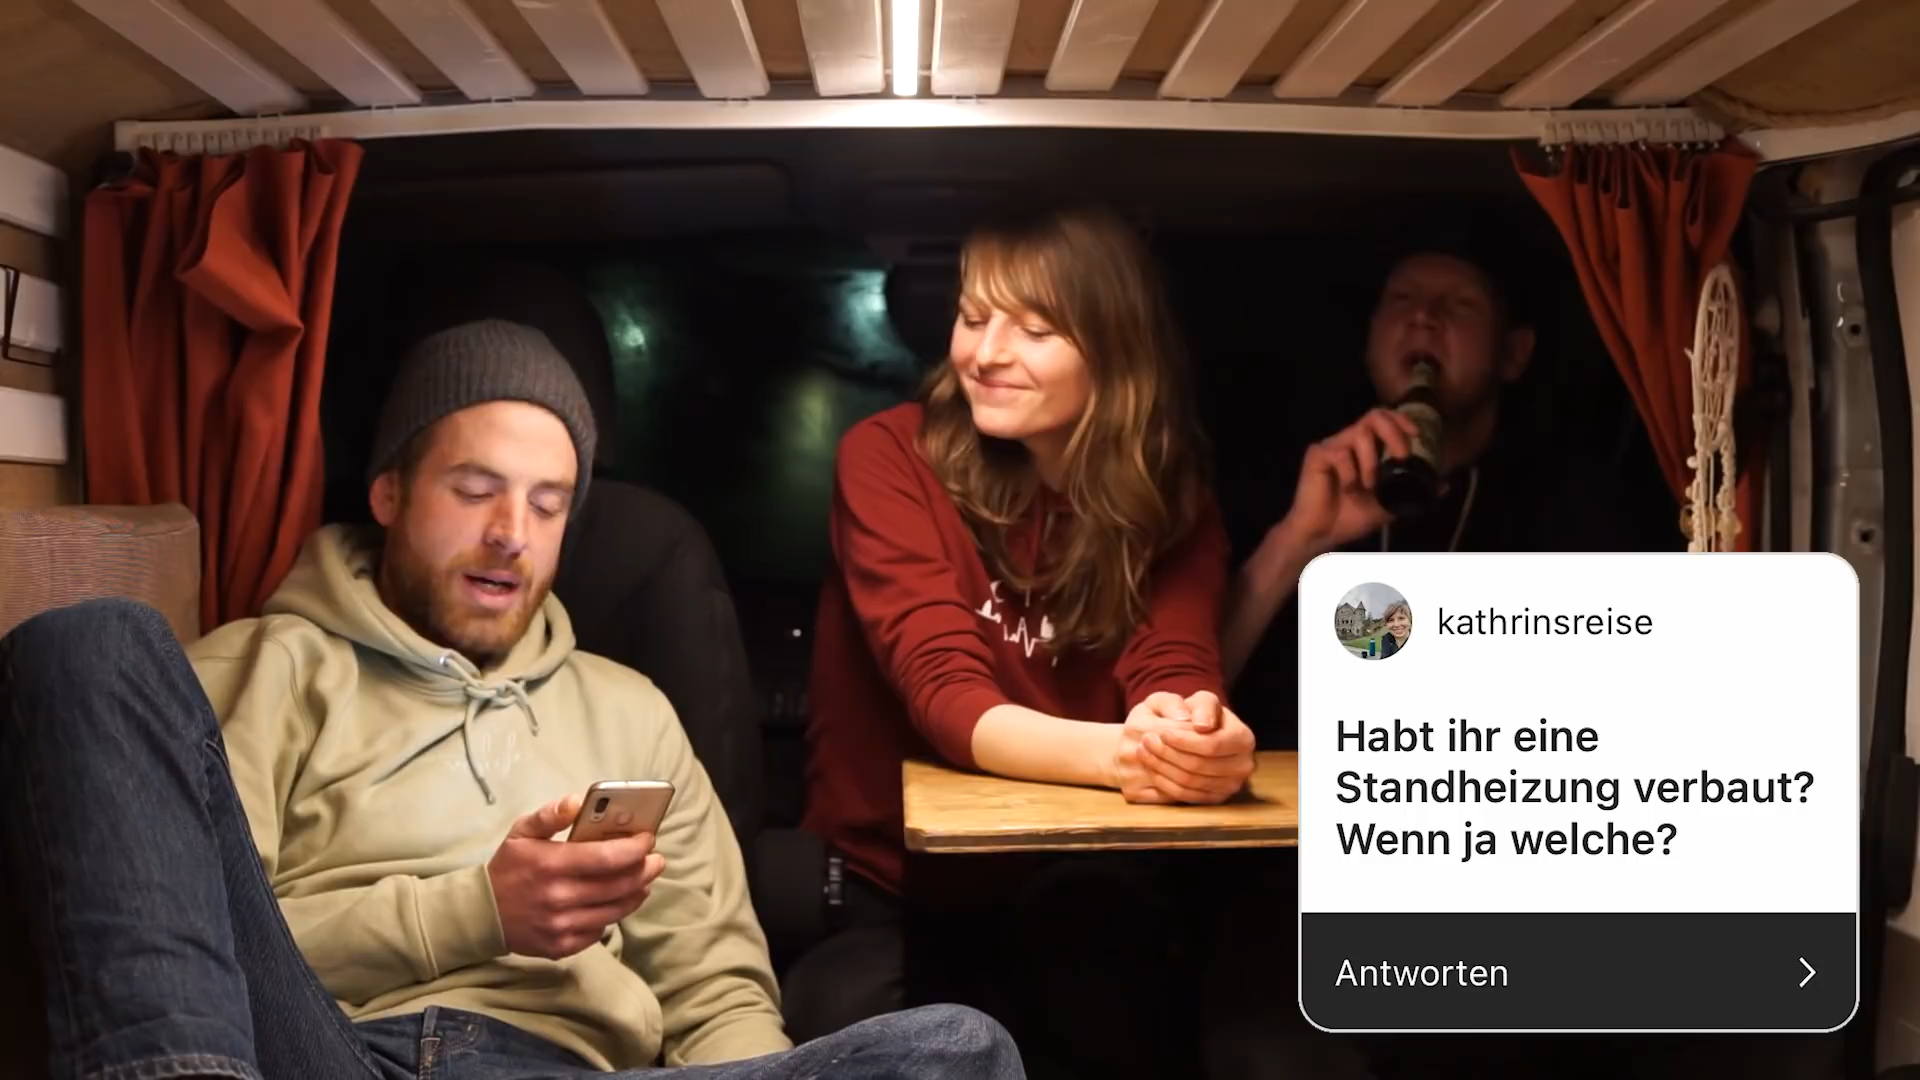 kathrinsreise
Habt ihr eine
Standheizung verbaut?
Wenn ja welche?
Antworten